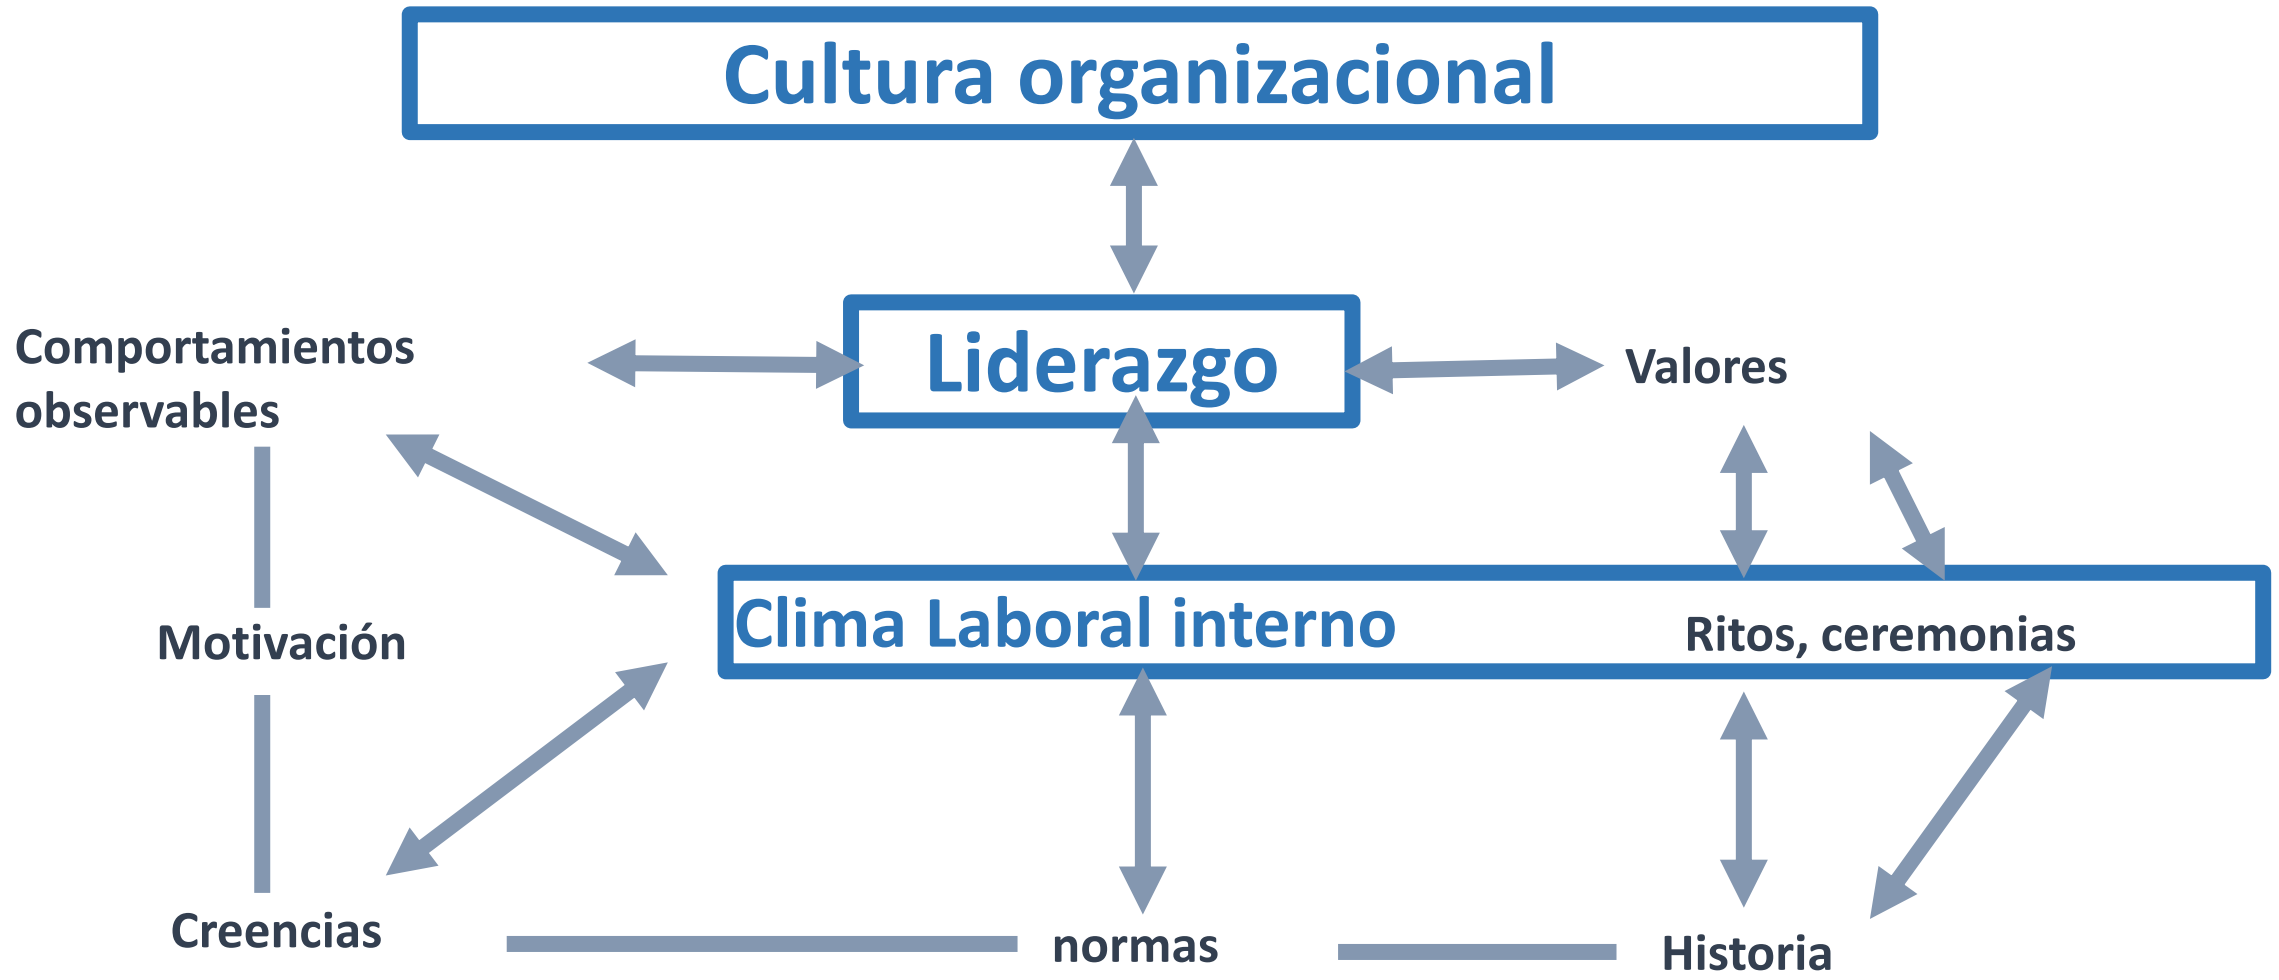 Cultura organizacional
Comportamientos
observables
Liderazgo
Valores
Motivación
Clima Laboral interno
Ritos, ceremonias
Creencias
normas
Historia